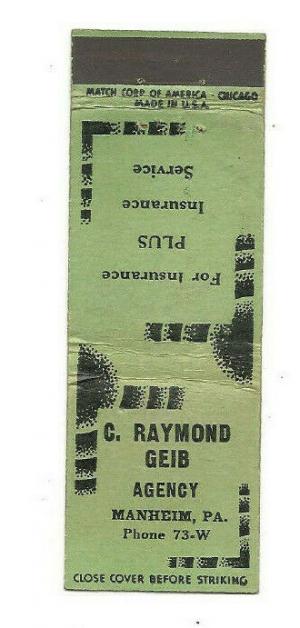 MATCH CORP. OF AMERICA - CHICAGO
MADE IN U.S.A.
For Insurance
PLUS
Insurance
Service
C. RAYMOND
GEIB
AGENCY
MANHEIM, PA.
Phone 73-W
CLOSE COVER BEFORE STRIKING